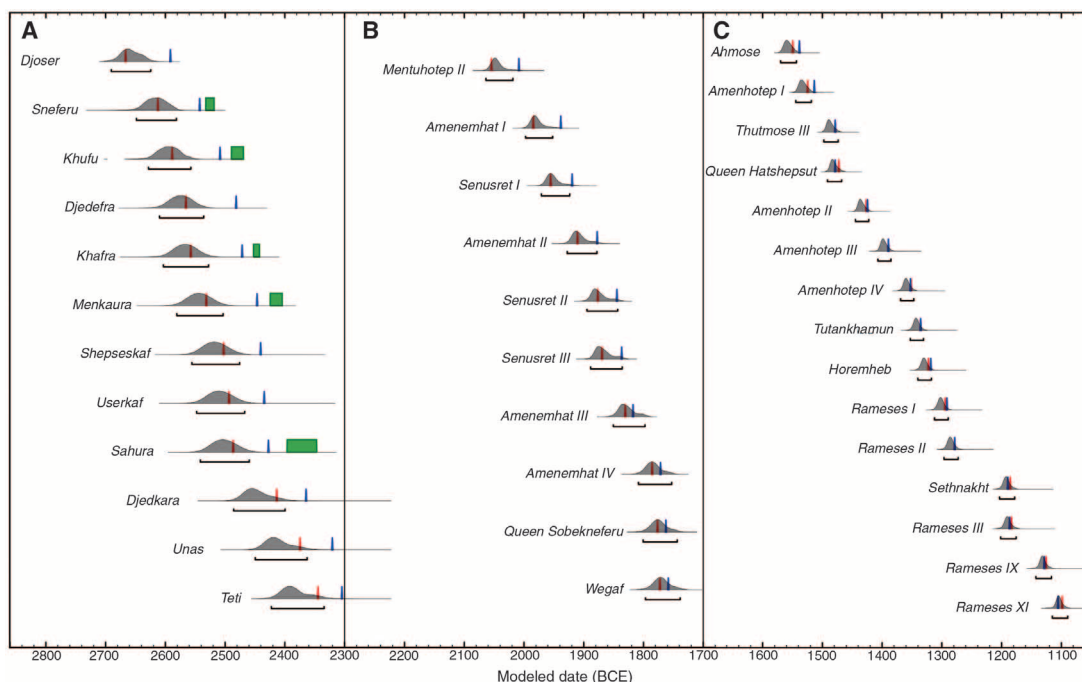 A
B
C
Djoser
Sneferu
Khufu
Djedefra
Khafra
Menkaura
Shepseskaf
Userkaf
Sahura
Djedkara
Unas
Teti
Mentuhotep II
Amenemhat I
Senusret I
Amenemhat II
Senusret II
Senusret III
Amenemhat III
Amenemhat IV
Queen Sobekneferu
Wegaf
Ahmose
Amenhotep I
Thutmose III
Queen Hatshepsut
Amenhotep II
Amenhotep III
Amenhotep IV
Tutankhamun
Horemheb
Rameses I
Rameses II
Sethnakht
Rameses III
Rameses IX
Rameses XI
2800 2700 2600 2500 2400 2300 2200 2100 2000 1900 1800 1700 1600 1500 1400 1300 1200 1100
Modeled date (BCE)